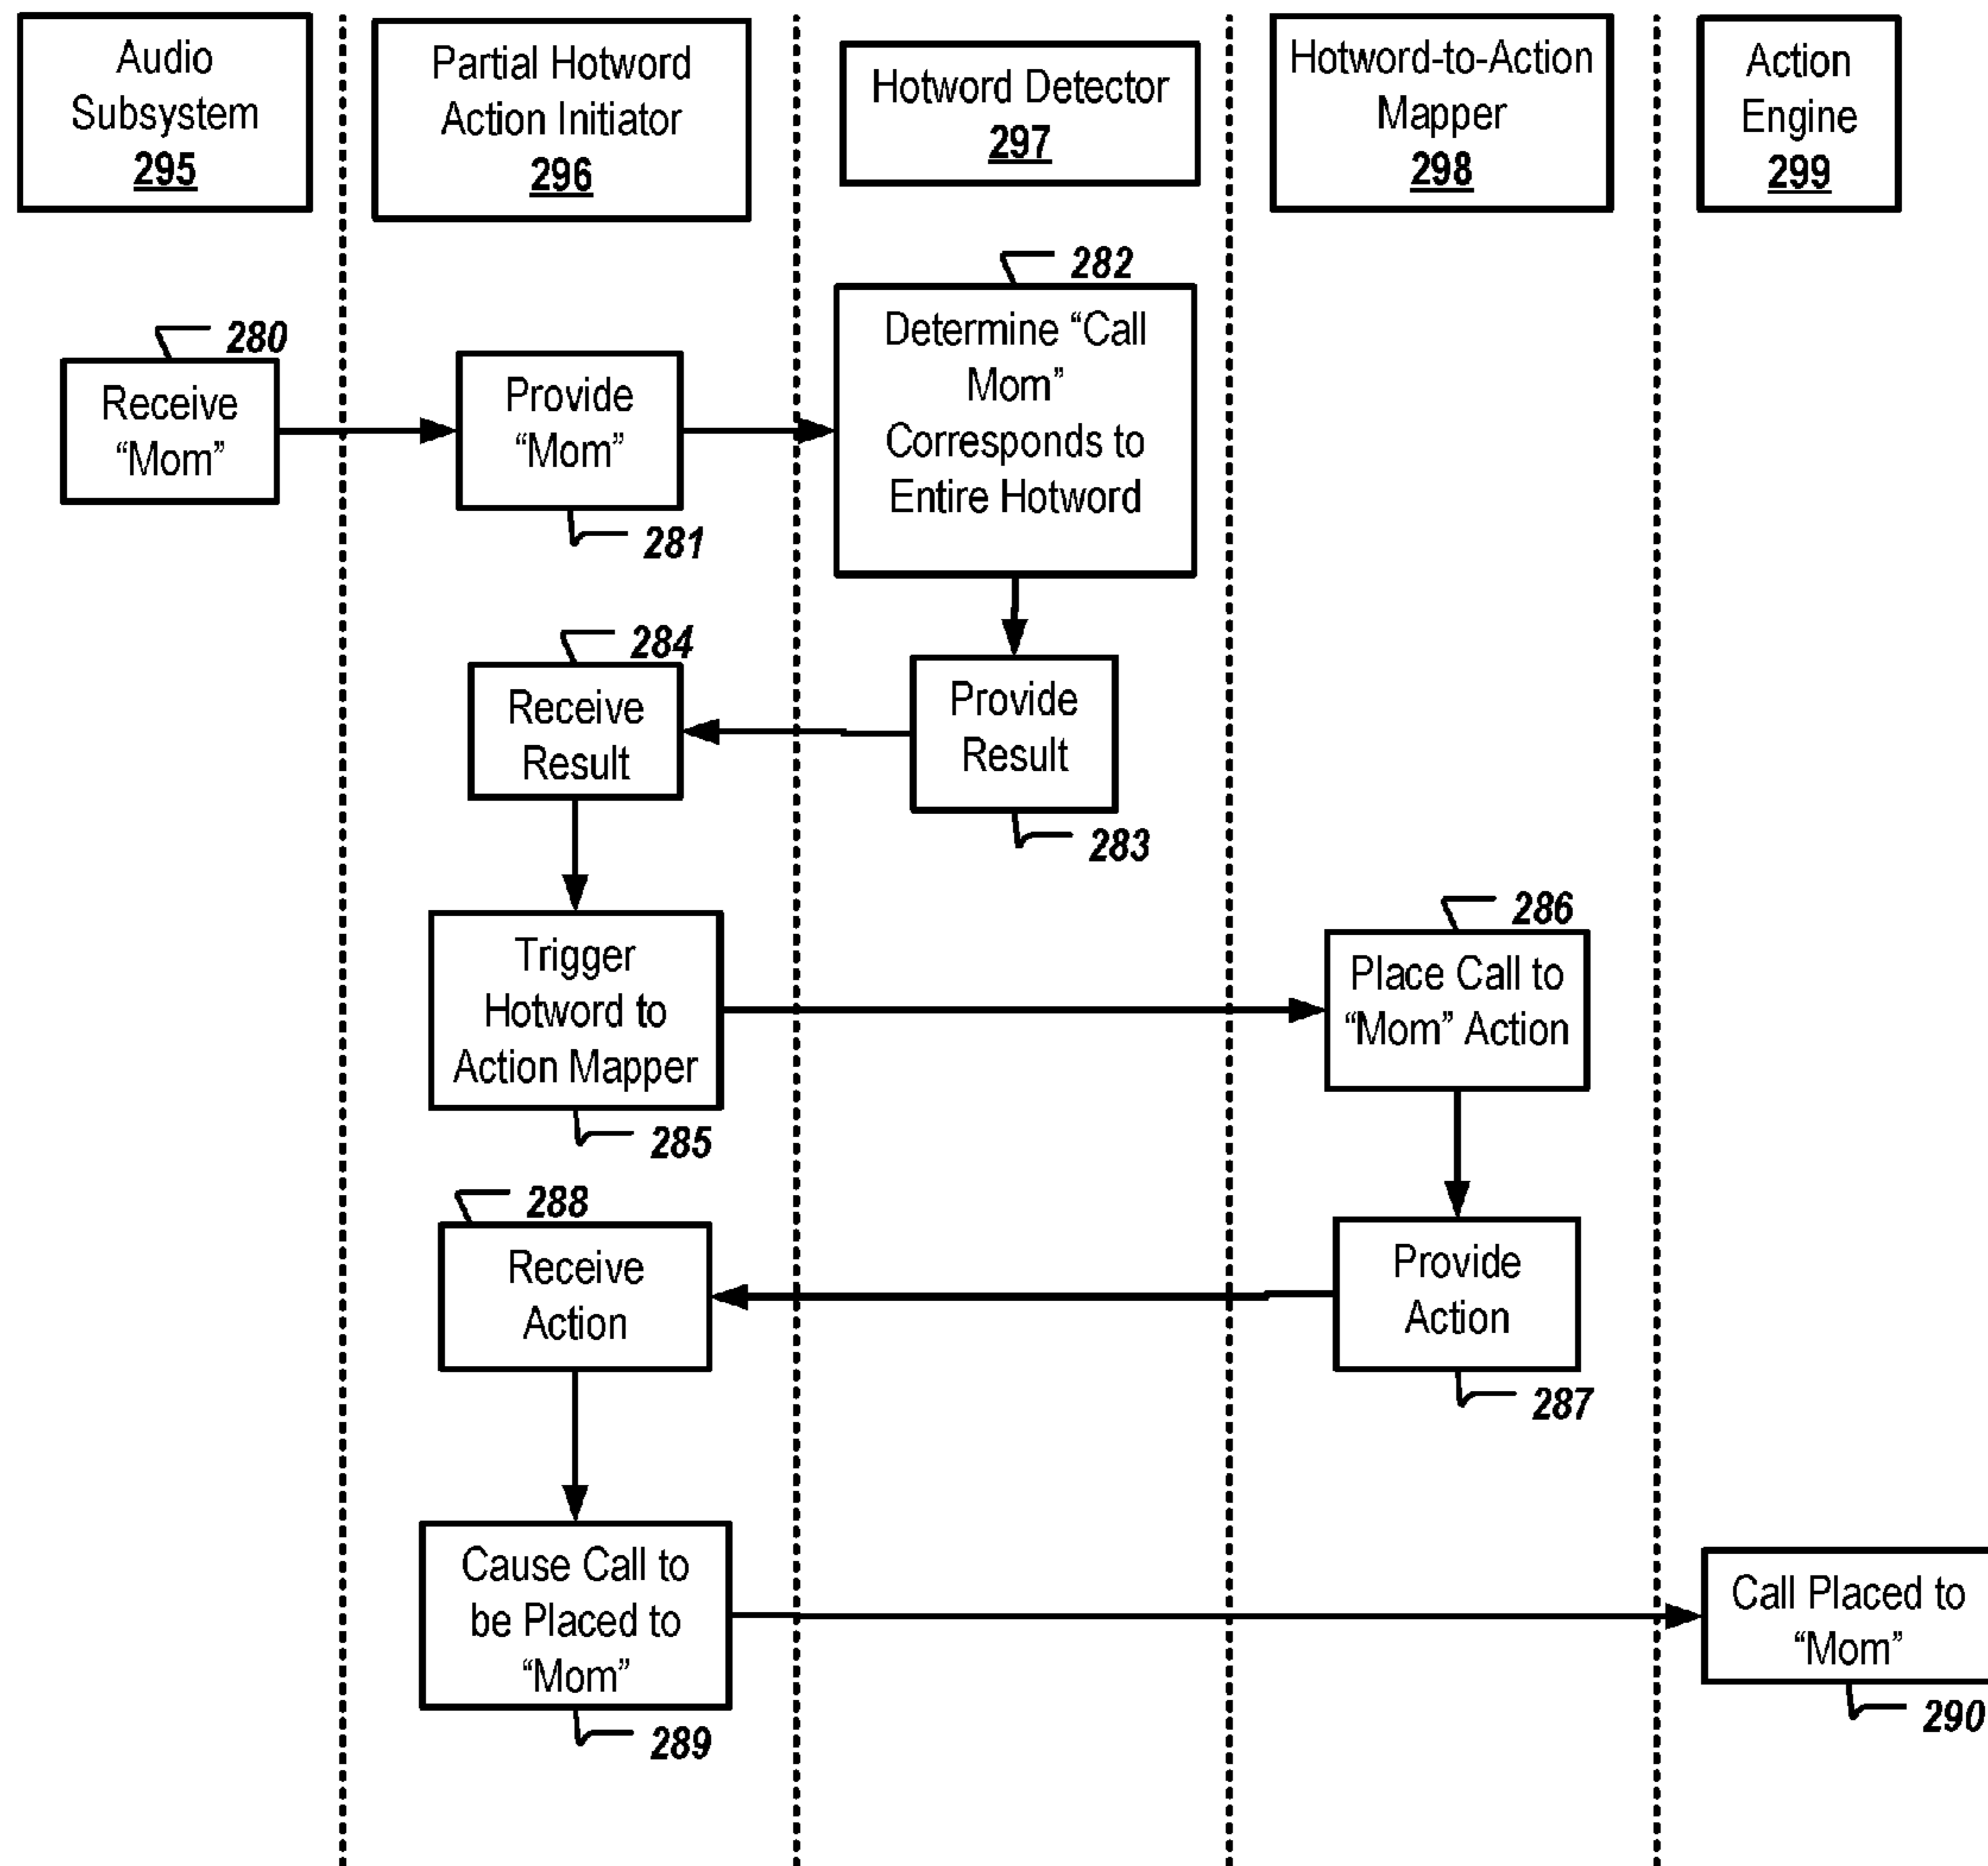 Audio
Subsystem
295
Partial Hotword
Action Initiator
296
Hotword Detector
297
Hotword-to-Action
Mapper
298
Action
Engine
299
280
Receive
“Mom”
Provide
“Mom”
281
282
Determine “Call
Mom”
Corresponds to
Entire Hotword
284
Receive
Result
Provide
Result
283
Trigger
Hotword to
Action Mapper
285
286
Place Call to
“Mom” Action
288
Receive
Action
Provide
Action
287
Cause Call to
be Placed to
“Mom”
289
Call Placed to
“Mom”
290